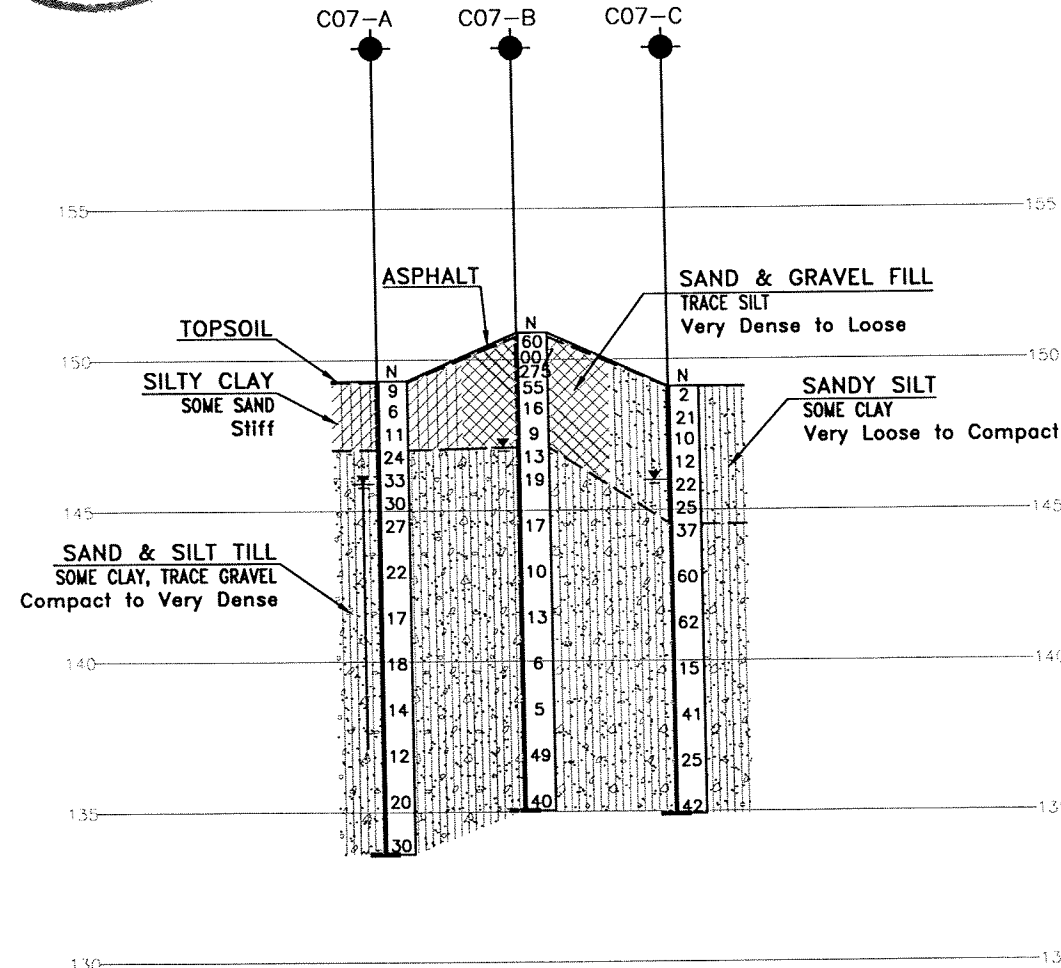 C07-A C07-B C07-C
155 155
ASPHALT
SAND & GRAVEL FILL
TRACE SILT
Very Dense to Loose
TOPSOIL
150 150
SILTY CLAY
SOME SAND
Stiff
SANDY SILT
SOME CLAY
Very Loose to Compact
N
9
6
11
24
33
30
27
22
17
18
14
12
20
30
N
60
00/
275
55
16
9
13
19
17
10
13
6
5
49
40
N
2
21
10
12
22
25
37
60
62
15
41
25
42
145 145
SAND & SILT TILL
SOME CLAY, TRACE GRAVEL
Compact to Very Dense
140 140
135 13
130 13